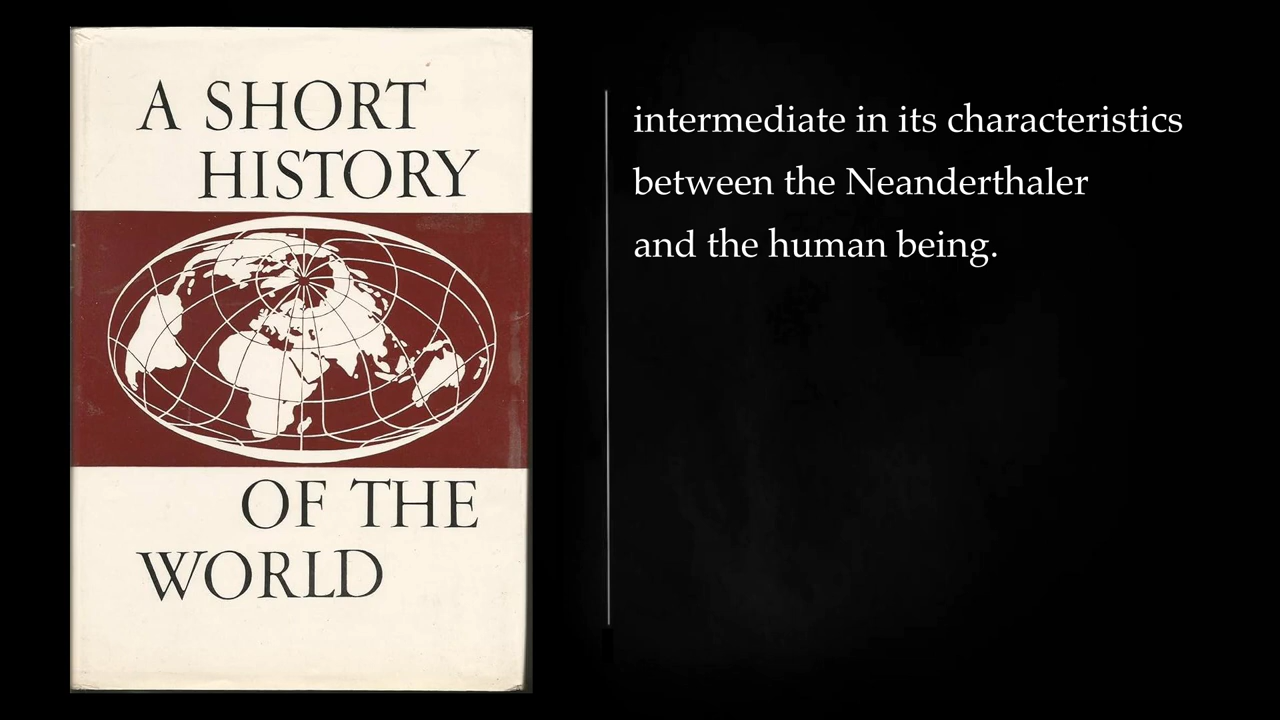 A SHORT
HISTORY
OF THE
WORLD
intermediate in its characteristics
between the Neanderthaler
and the human being.